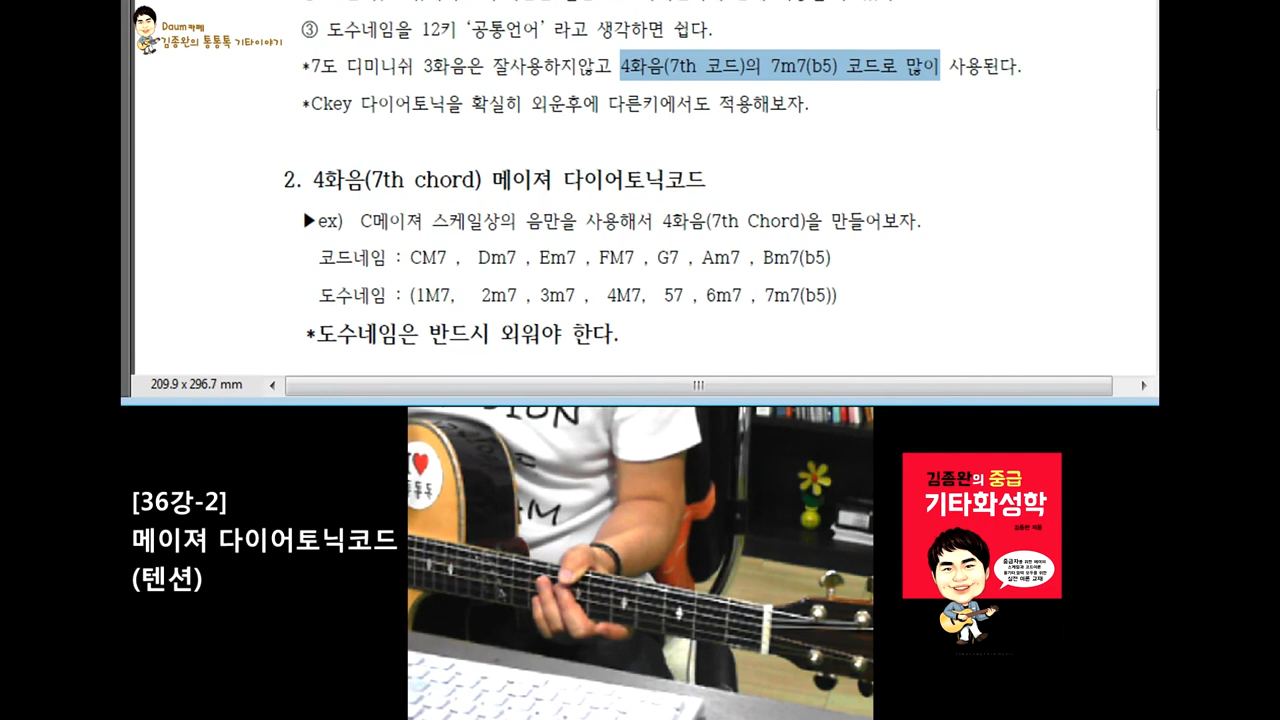 Daum카페
김종완의 통통톡 기타이야기
③ 도수네임을 12키 ‘공통언어’ 라고 생각하면 쉽다.
*7도 디미니쉬 3화음은 잘사용하지않고 4화음(7th 코드)의 7m7(b5) 코드로 많이 사용된다.
*Ckey 다이어토닉을 확실히 외운후에 다른키에서도 적용해보자.
2. 4화음(7th chord) 메이져 다이어토닉코드
▶ex) C메이져 스케일상의 음만을 사용해서 4화음(7th Chord)을 만들어보자.
코드네임 : CM7 , Dm7 , Em7 , FM7 , G7 , Am7 , Bm7(b5)
도수네임 : (1M7, 2m7 , 3m7 , 4M7, 57 , 6m7 , 7m7(b5))
*도수네임은 반드시 외워야 한다.
209.9 x 296.7 mm
[36강-2]
메이져 다이어토닉코드
(텐션)
김종완의 중급
기타화성학
김종완 지음